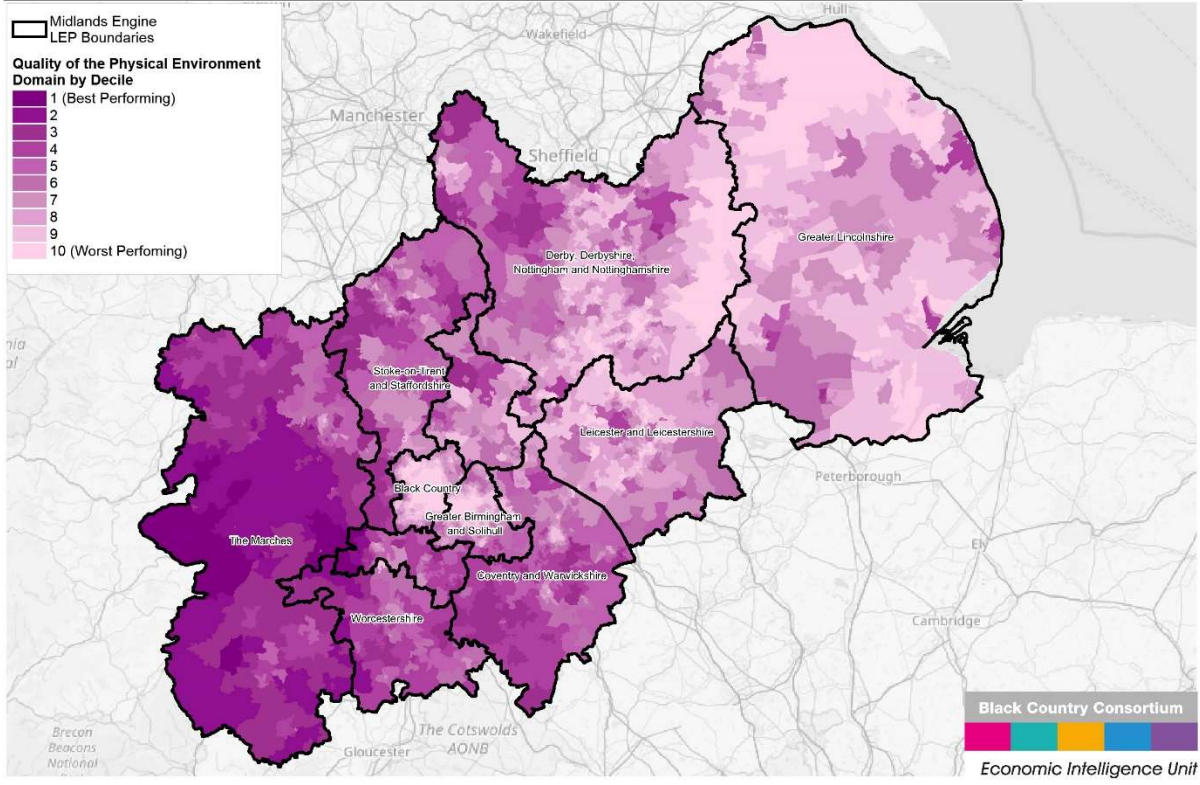 Midlands Engine
LEP Boundaries
Quality of the Physical Environment
Domain by Decile
1 (Best Performing)
2
3
4
5
6
7
8
9
10 (Worst Performing)
Hull
Wakefield
Manchester
Sheffield
Derby, Derbyshire,
Nottingham and Nottinghamshire
Greater Lincolnshire
Stoke-on-Trent
and Staffordshire
Leicester and Leicestershire
Peterborough
Black Country
Greater Birmingham
and Solihull
The Marches
Ely
Coventry and Warwickshire
Worcestershire
Cambridge
The Cotswolds
AONB
Brecon
Beacons
National
Gloucester
Black Country Consortium
Economic Intelligence Unit